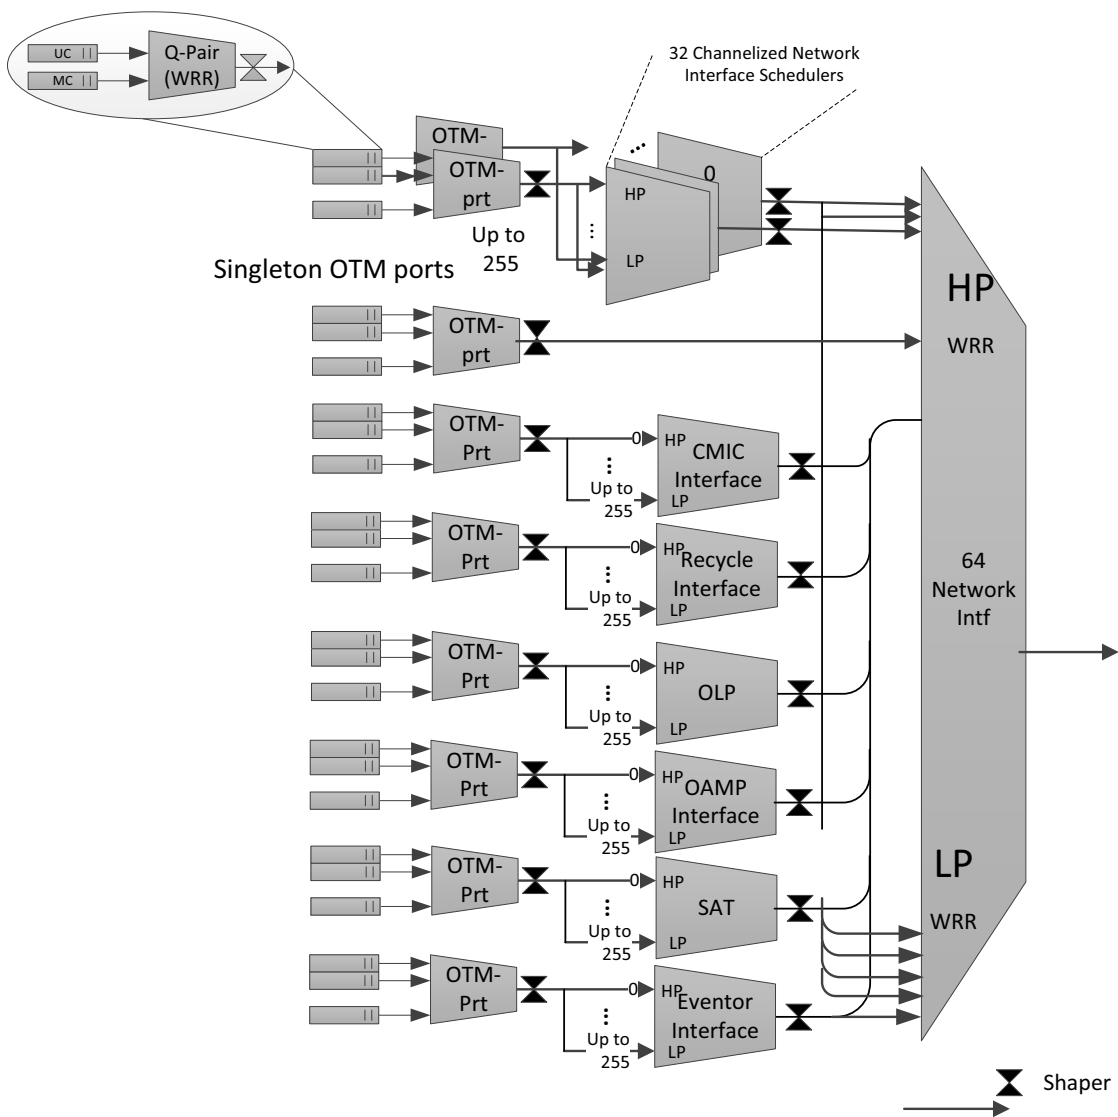 UC
MC
Q-Pair
(WRR)
32 Channelized Network
Interface Schedulers
OTM-
OTM-
prt
Up to
255
0
HP
LP
Singleton OTM ports
OTM-
prt
HP
WRR
OTM-
Prt
0
Up to
255
HP
CMIC
Interface
LP
OTM-
Prt
0
Up to
255
HP
Recycle
Interface
LP
64
Network
Intf
OTM-
Prt
0
Up to
255
HP
OLP
LP
OTM-
Prt
0
Up to
255
HP
OAMP
Interface
LP
OTM-
Prt
0
Up to
255
HP
SAT
LP
LP
WRR
OTM-
Prt
0
Up to
255
HP
Eventor
Interface
LP
Shaper